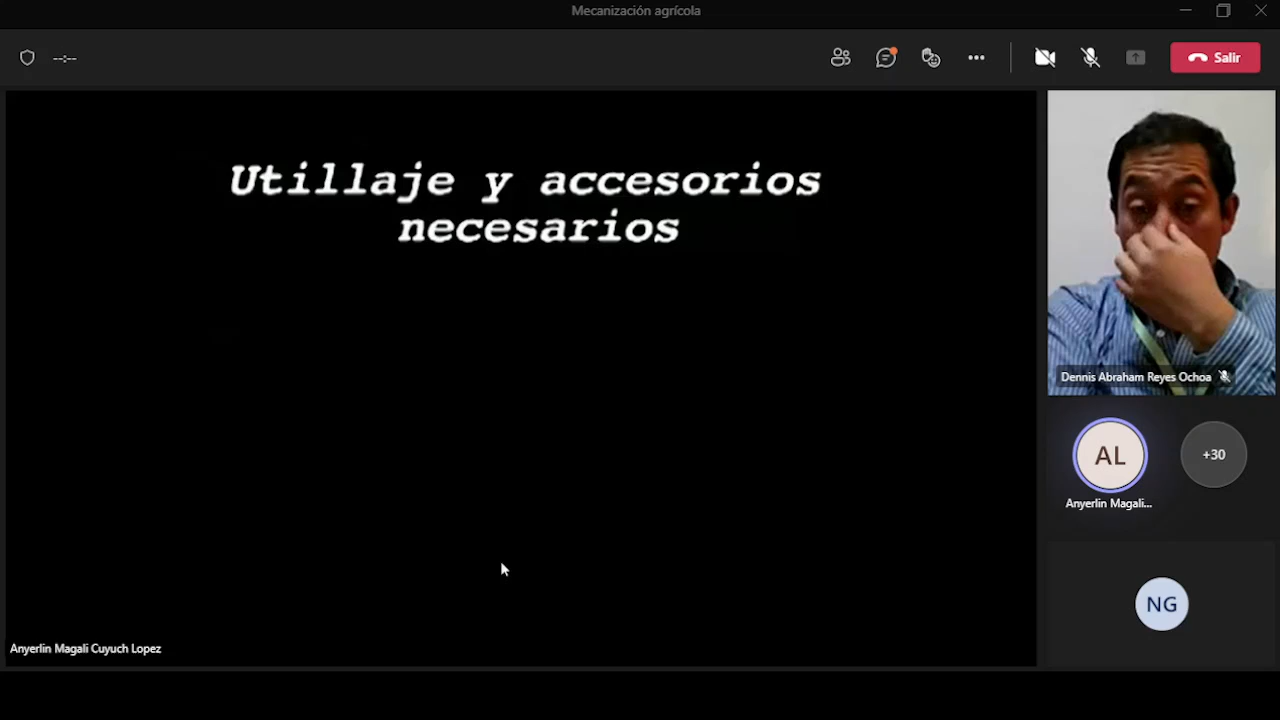 Mecanización agrícola
--:--
Salir
Utillaje y accesorios
necesarios
Dennis Abraham Reyes Ochoa
AL
+30
Anyerlin Magali...
NG
Anyerlin Magali Cuyuch Lopez